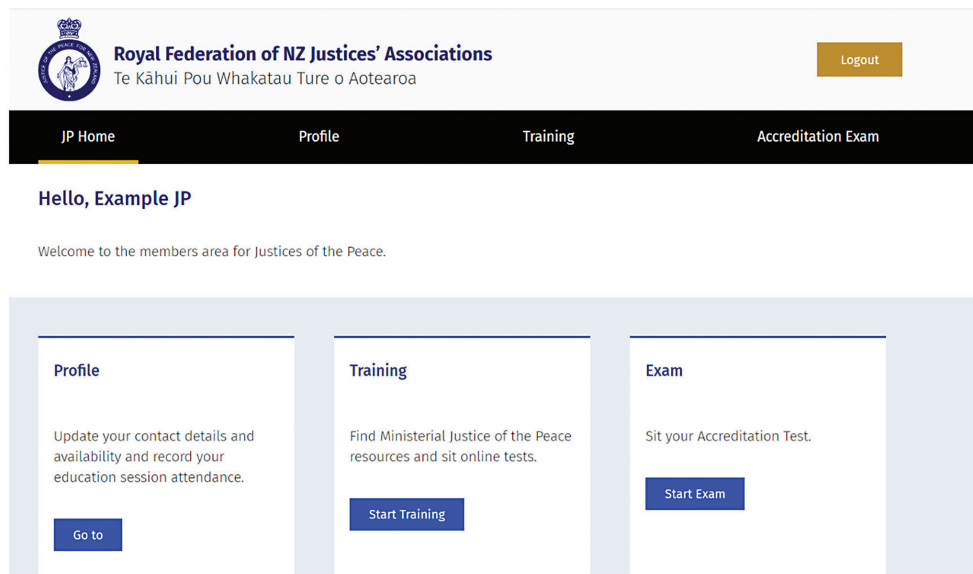 Royal Federation of NZ Justices' Associations
Te Kāhui Pou Whakatau Ture o Aotearoa
Logout
JP Home
Profile
Training
Accreditation Exam
Hello, Example JP
Welcome to the members area for Justices of the Peace.
Profile
Update your contact details and
availability and record your
education session attendance.
Go to
Training
Find Ministerial Justice of the Peace
resources and sit online tests.
Start Training
Exam
Sit your Accreditation Test.
Start Exam